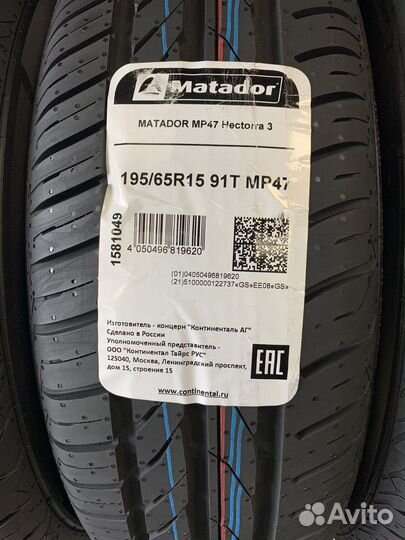 Matador
MATADOR MP47 Hectorra 3
195/65R15 91T MP47
1581049
4 050496 819620
(01)04050496819620
(21)5100000122737«GS»EE08«GS»
Изготовитель - концерн "Континенталь АГ"
Сделано в России
Уполномоченный представитель -
ООО "Континентал Тайрс РУС"
125040, Москва, Ленинградский проспект,
дом 15, строение 15
EAC
www.continental.ru
Avito